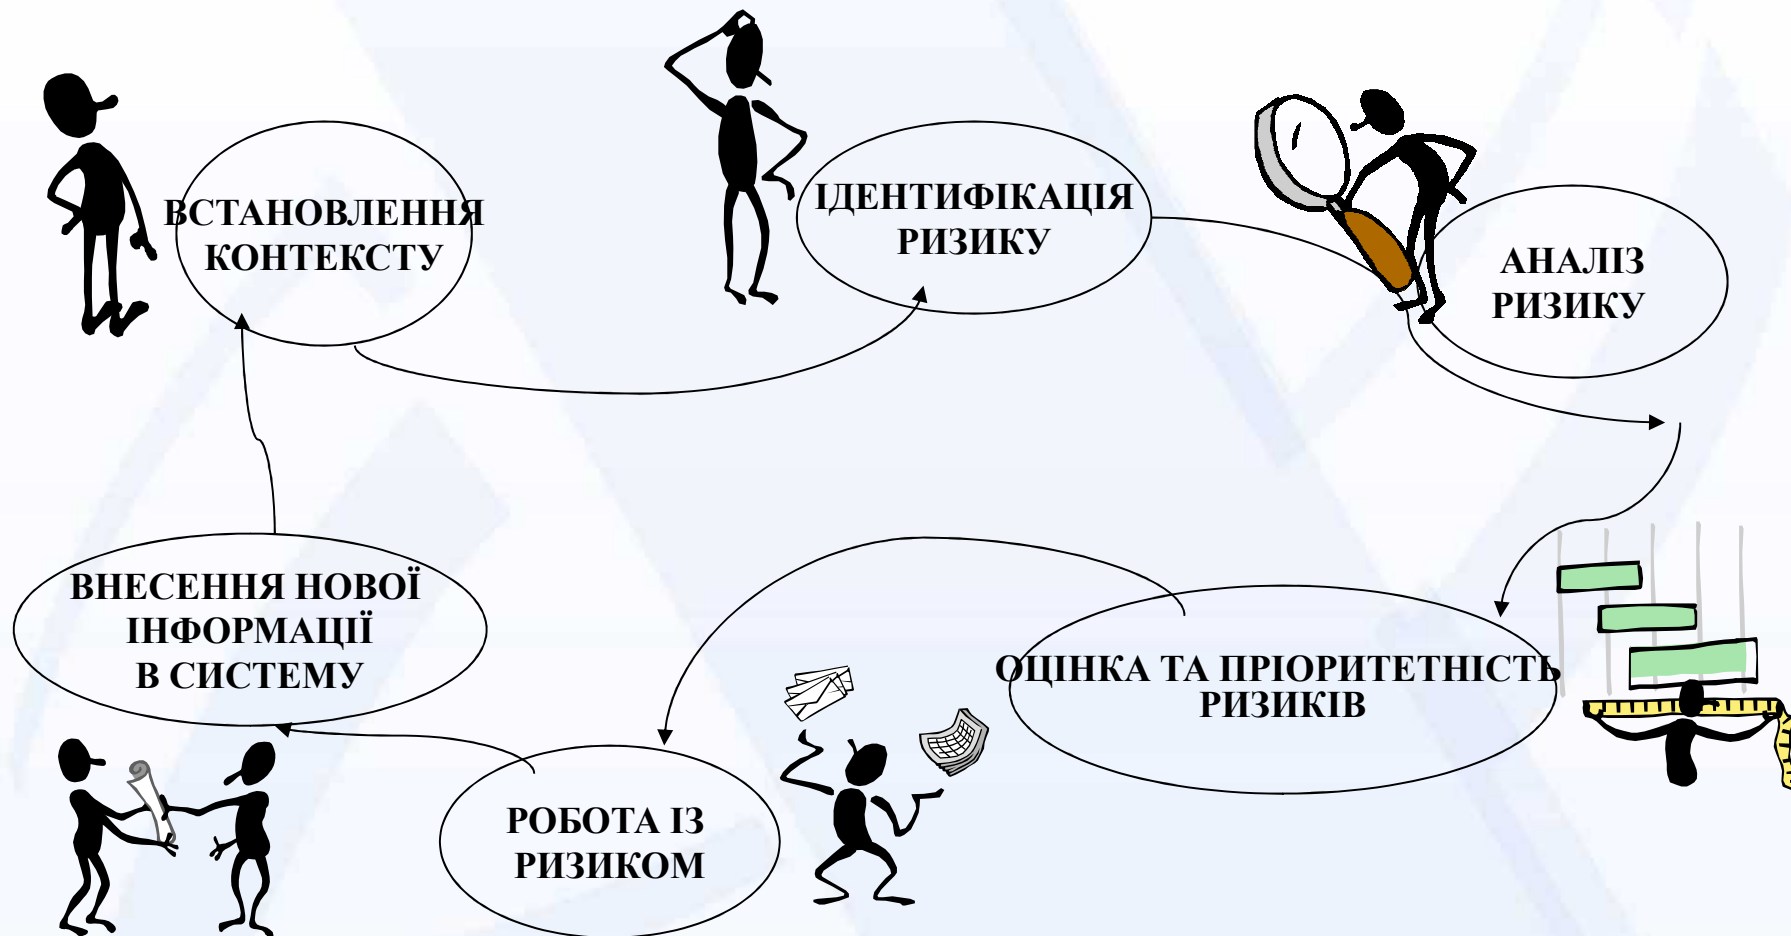 ВСТАНОВЛЕННЯ
КОНТЕКСТУ
ІДЕНТИФІКАЦІЯ
РИЗИКУ
АНАЛІЗ
РИЗИКУ
ОЦІНКА ТА ПРІОРИТЕТНІСТЬ
РИЗИКІВ
РОБОТА ІЗ
РИЗИКОМ
ВНЕСЕННЯ НОВОЇ
ІНФОРМАЦІЇ
В СИСТЕМУ